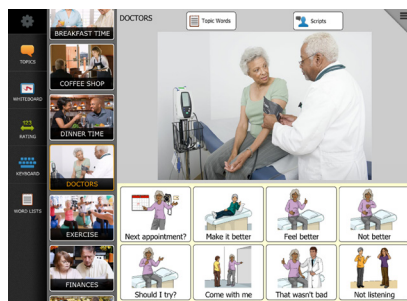 TOPICS
WHITEBOARD
123
RATING
KEYBOARD
WORD LISTS
BREAKFAST TIME
COFFEE SHOP
DINNER TIME
DOCTORS
EXERCISE
FINANCES
DOCTORS
Topic Words
Scripts
Next appointment?
Make it better
Feel better
Not better
Should I try?
Come with me
That wasn't bad
Not listening